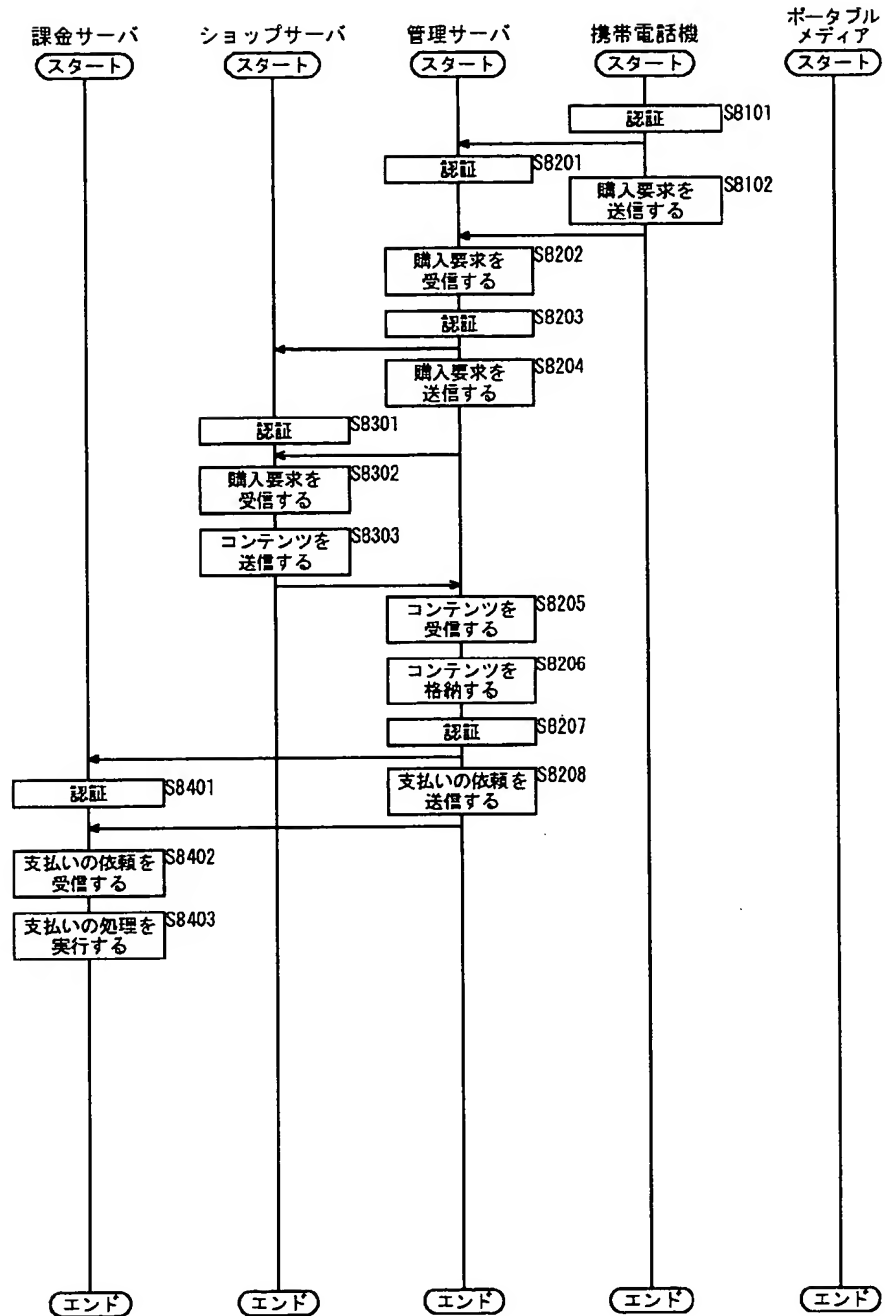 課金サーバ
ショップサーバ
管理サーバ
携帯電話機
ポータブル
メディア
スタート
スタート
スタート
スタート
スタート
認証
S8101
認証
S8201
購入要求を
送信する
S8102
購入要求を
受信する
S8202
認証
S8203
購入要求を
送信する
S8204
認証
S8301
購入要求を
受信する
S8302
コンテンツを
送信する
S8303
コンテンツを
受信する
S8205
コンテンツを
格納する
S8206
認証
S8207
支払いの依頼を
送信する
S8208
認証
S8401
支払いの依頼を
受信する
S8402
支払いの処理を
実行する
S8403
エンド
エンド
エンド
エンド
エンド